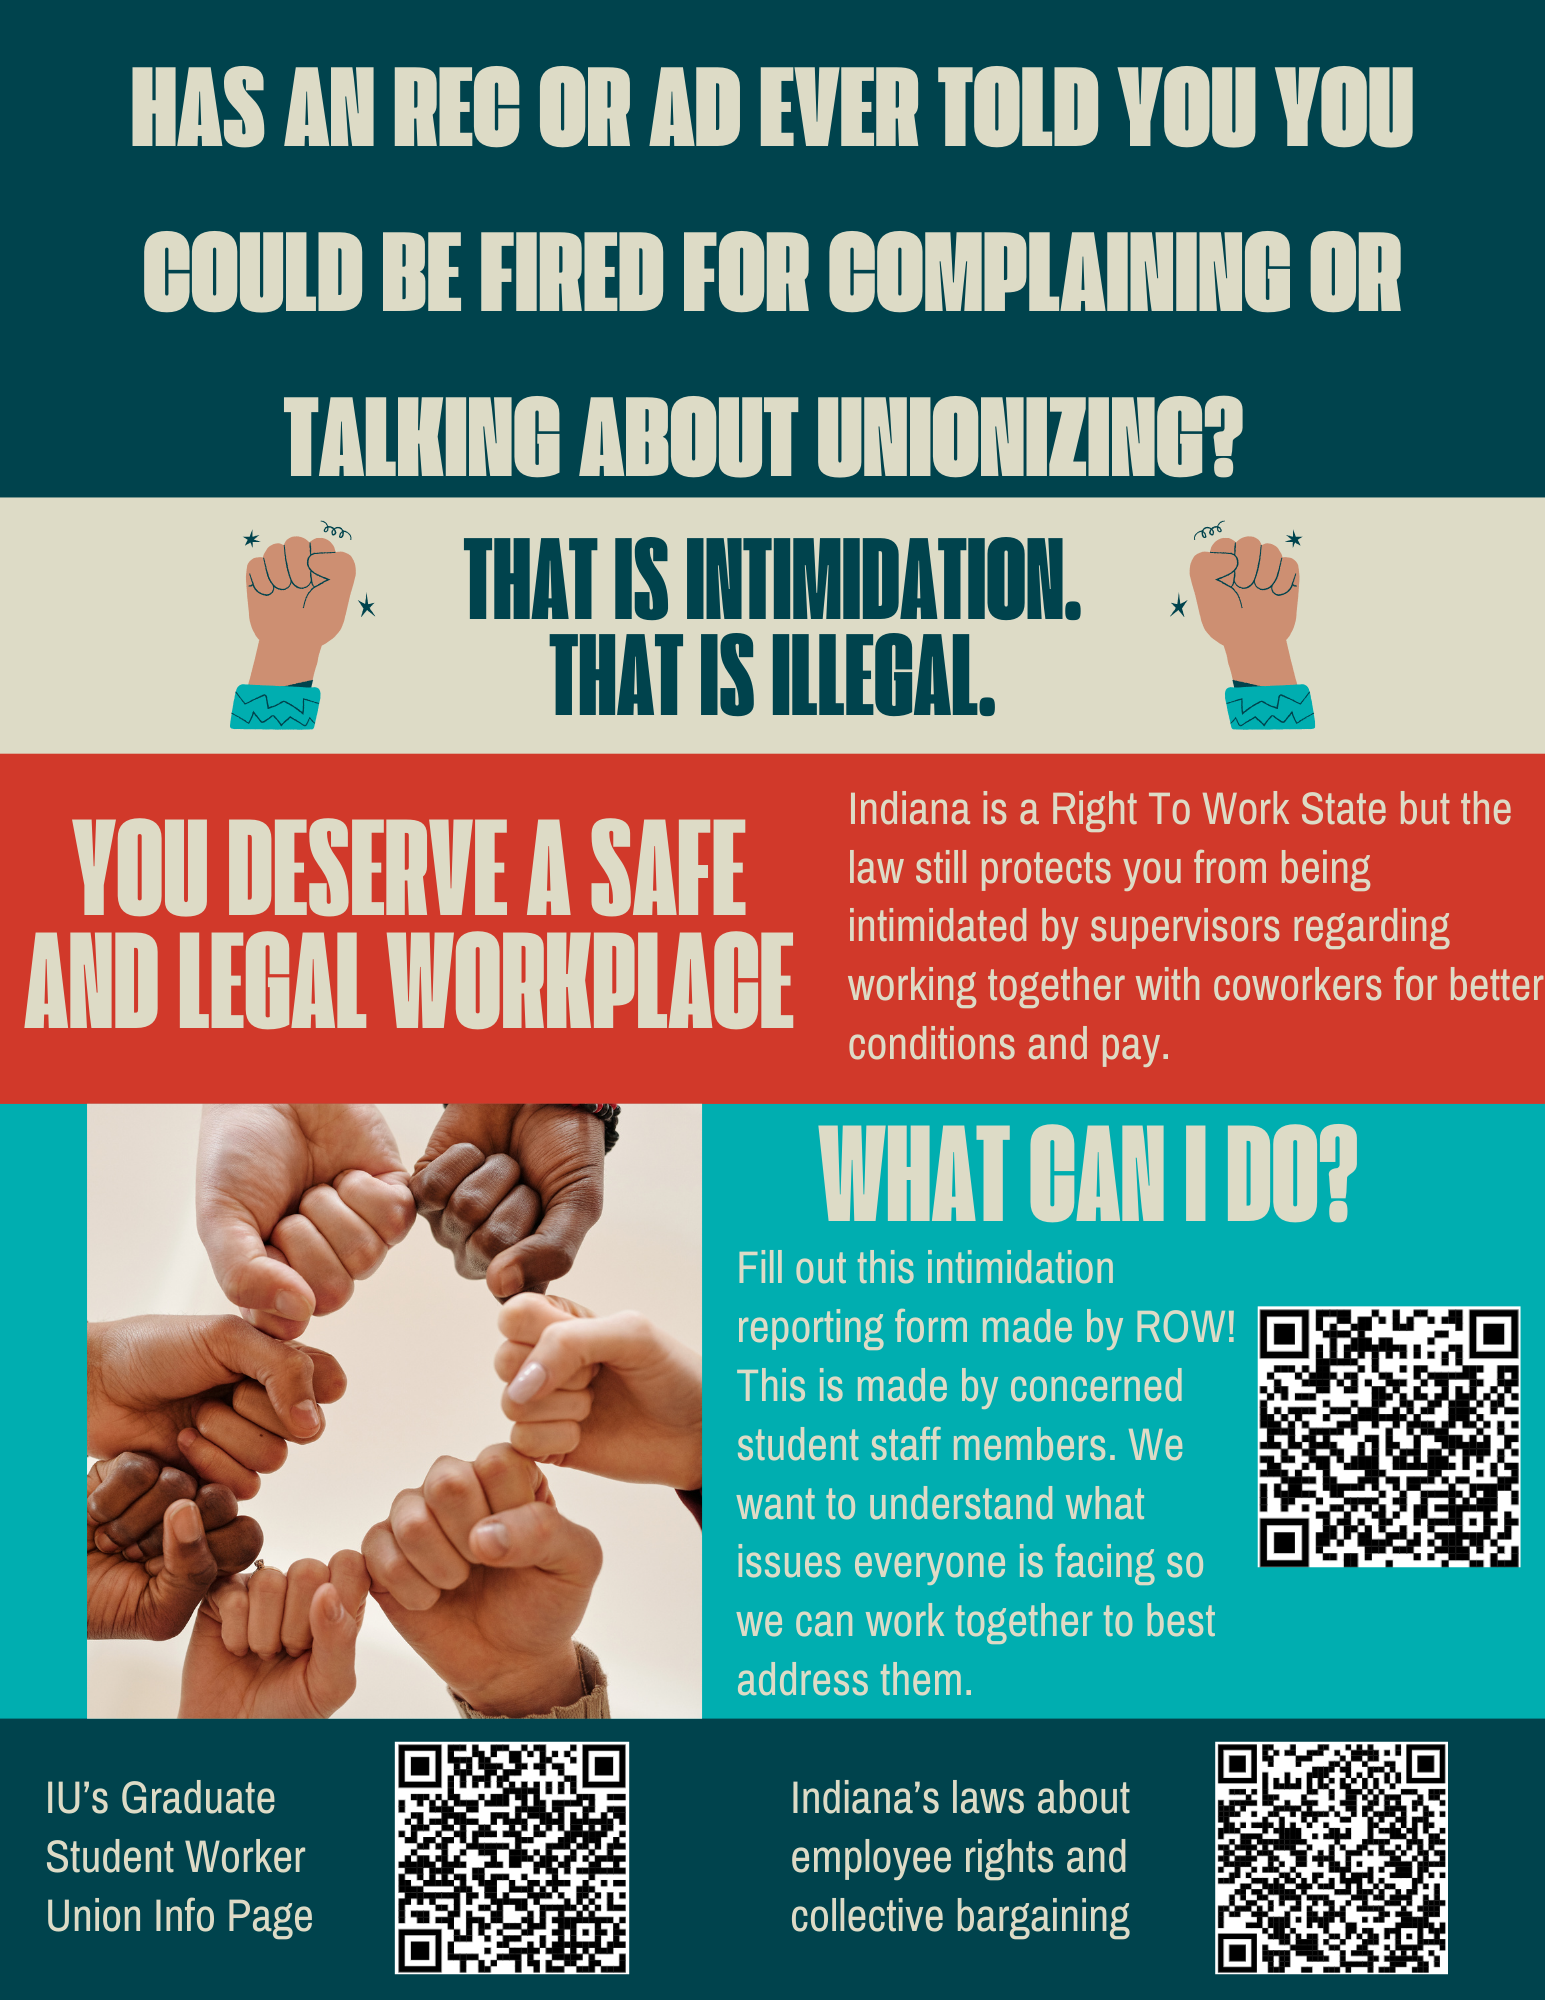 HAS AN REC OR AD EVER TOLD YOU YOU
COULD BE FIRED FOR COMPLAINING OR
TALKING ABOUT UNIONIZING?
THAT IS INTIMIDATION.
THAT IS ILLEGAL.
YOU DESERVE A SAFE
AND LEGAL WORKPLACE
Indiana is a Right To Work State but the
law still protects you from being
intimidated by supervisors regarding
working together with coworkers for better
conditions and pay.
WHAT CAN I DO?
Fill out this intimidation
reporting form made by ROW!
This is made by concerned
student staff members. We
want to understand what
issues everyone is facing so
we can work together to best
address them.
IU's Graduate
Student Worker
Union Info Page
Indiana's laws about
employee rights and
collective bargaining